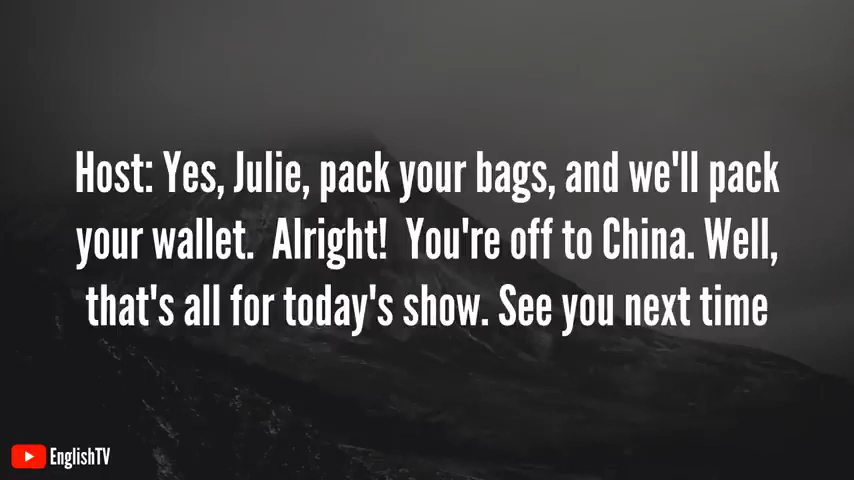 Host: Yes, Julie, pack your bags, and we'll pack
your wallet.  Alright!  You're off to China. Well,
that's all for today's show. See you next time
EnglishTV